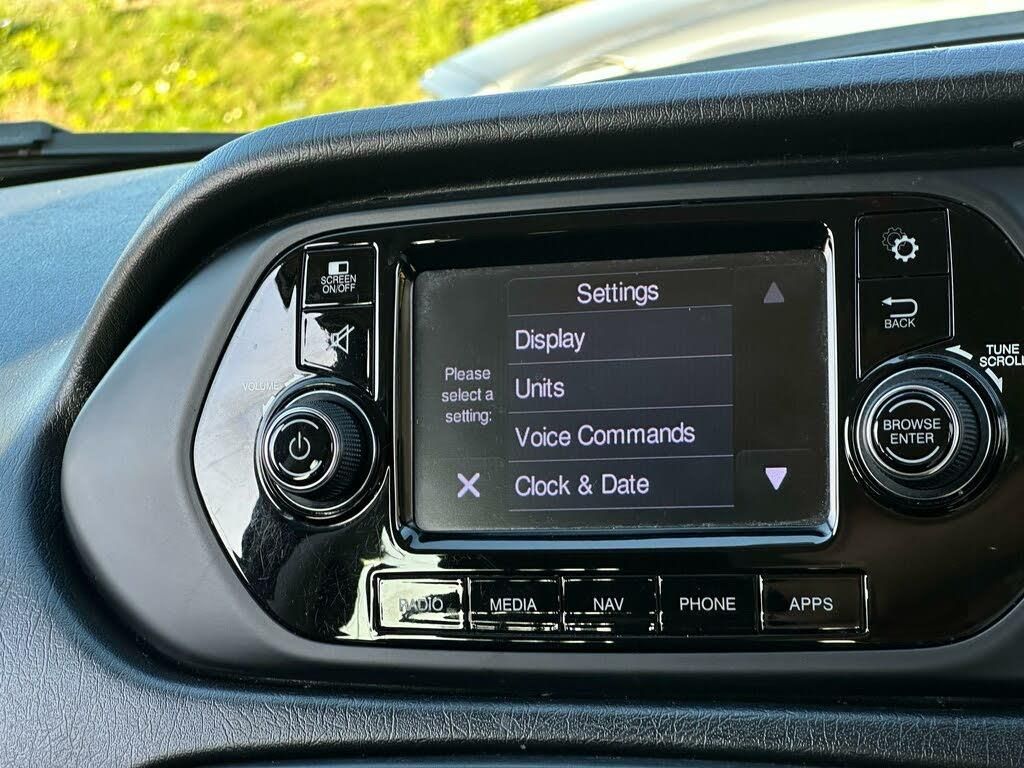 SCREEN
ON/OFF
VOLUME
Settings
Display
Units
Voice Commands
Clock & Date
Please
select a
setting:
BACK
TUNE
SCROLL
BROWSE
ENTER
RADIO
MEDIA
NAV
PHONE
APPS